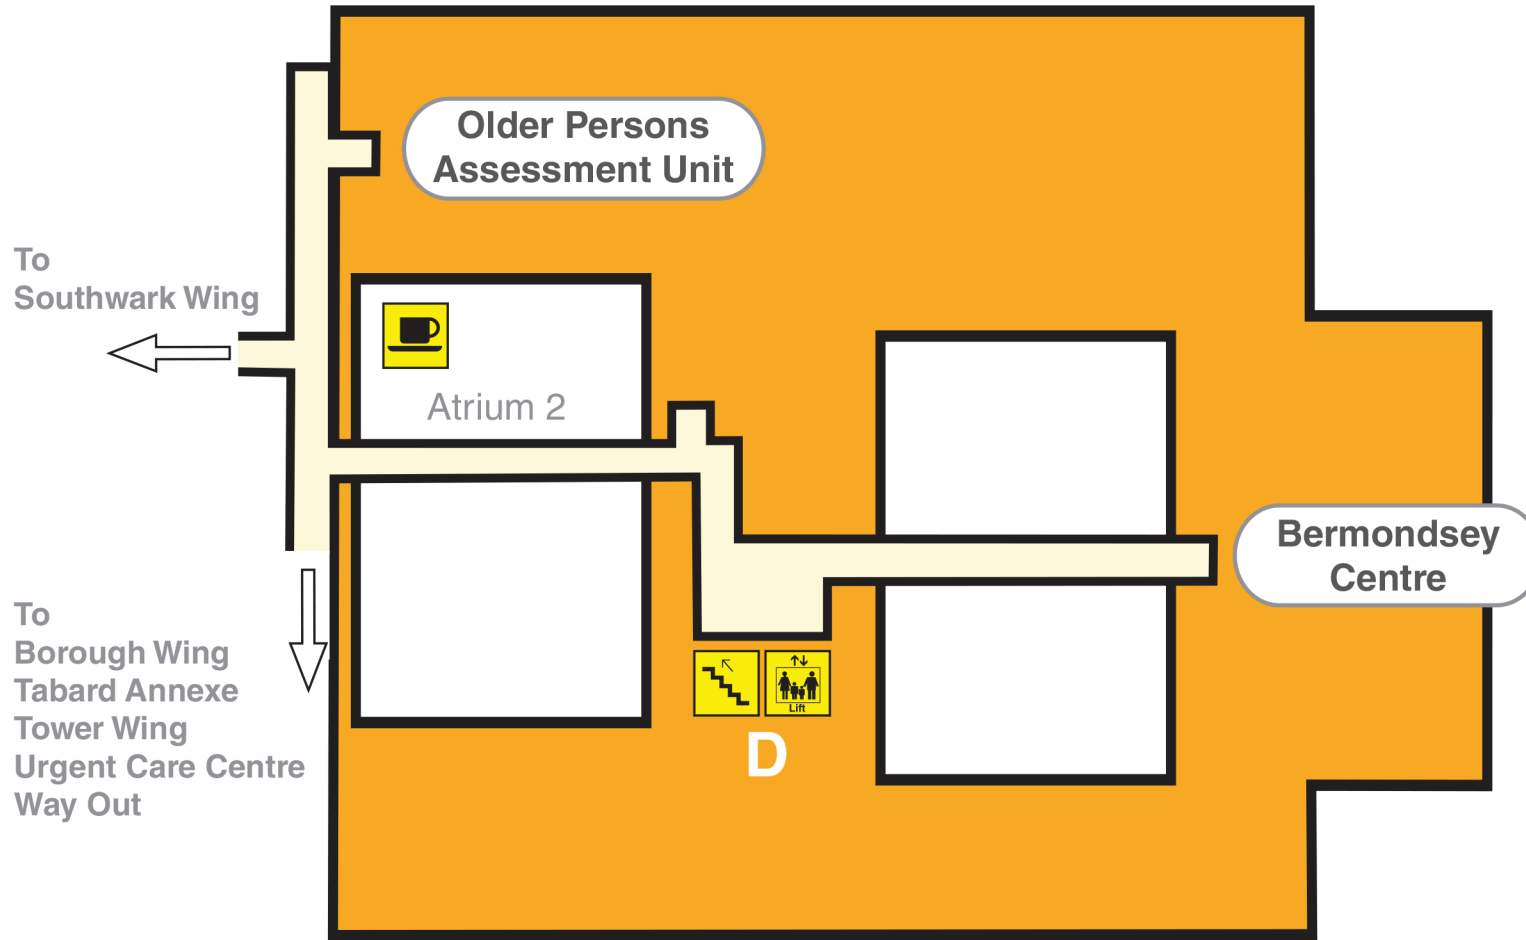 Older Persons
Assessment Unit
To
Southwark Wing
Atrium 2
Bermondsey
Centre
To
Borough Wing
Tabard Annexe
Tower Wing
Urgent Care Centre
Way Out
Lift
D